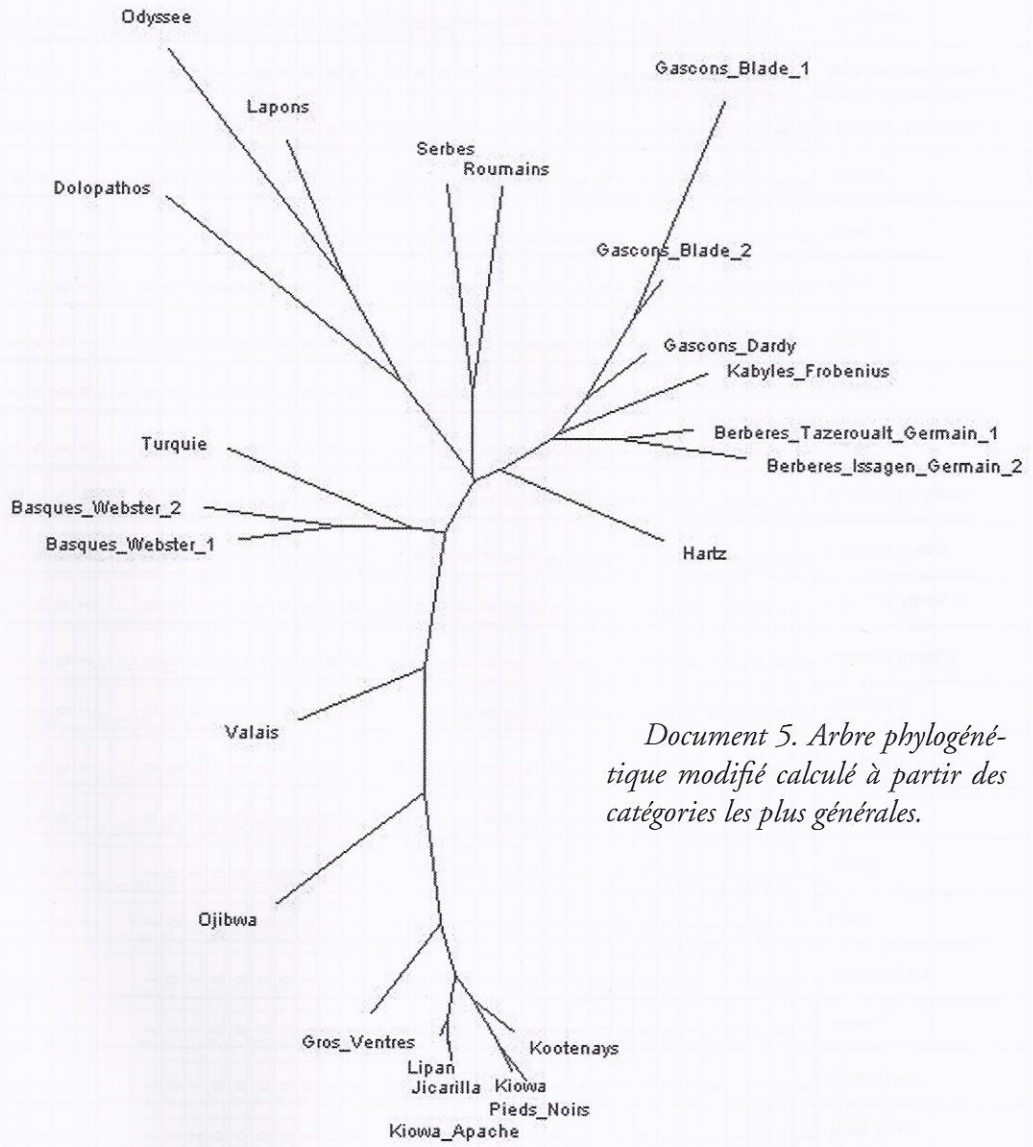 Odyssee
Gascons_Blade_1
Lapons
Serbes
Roumains
Dolopathos
Gascons_Blade_2
Gascons_Dardy
Kabyles_Frobenius
Turquie
Berberes_Tazeroualt_Germain_1
Berberes_Issagen_Germain_2
Basques_Webster_2
Basques_Webster_1
Hartz
Valais
Document 5. Arbre phylogéné-
tique modifié calculé à partir des
catégories les plus générales.
Ojibwa
Gros_Ventres
Kootenays
Lipan
Jicarilla
Kiowa
Pieds_Noirs
Kiowa_Apache